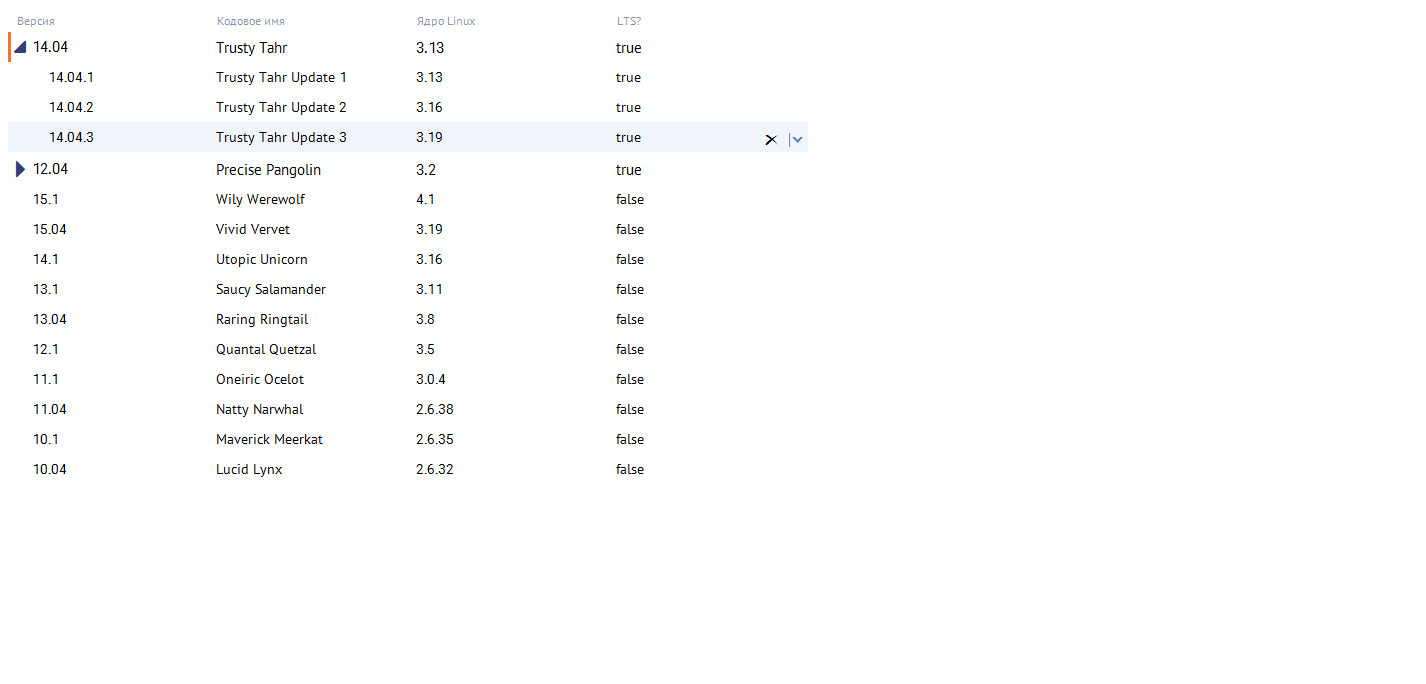 Версия Кодовое имя Ядро Linux LTS?
14.04 Trusty Tahr 3.13 true
14.04.1 Trusty Tahr Update 1 3.13 true
14.04.2 Trusty Tahr Update 2 3.16 true
14.04.3 Trusty Tahr Update 3 3.19 true
12.04 Precise Pangolin 3.2 true
15.1 Wily Werewolf 4.1 false
15.04 Vivid Vervet 3.19 false
14.1 Utopic Unicorn 3.16 false
13.1 Saucy Salamander 3.11 false
13.04 Raring Ringtail 3.8 false
12.1 Quantal Quetzal 3.5 false
11.1 Oneiric Ocelot 3.0.4 false
11.04 Natty Narwhal 2.6.38 false
10.1 Maverick Meerkat 2.6.35 false
10.04 Lucid Lynx 2.6.32 false